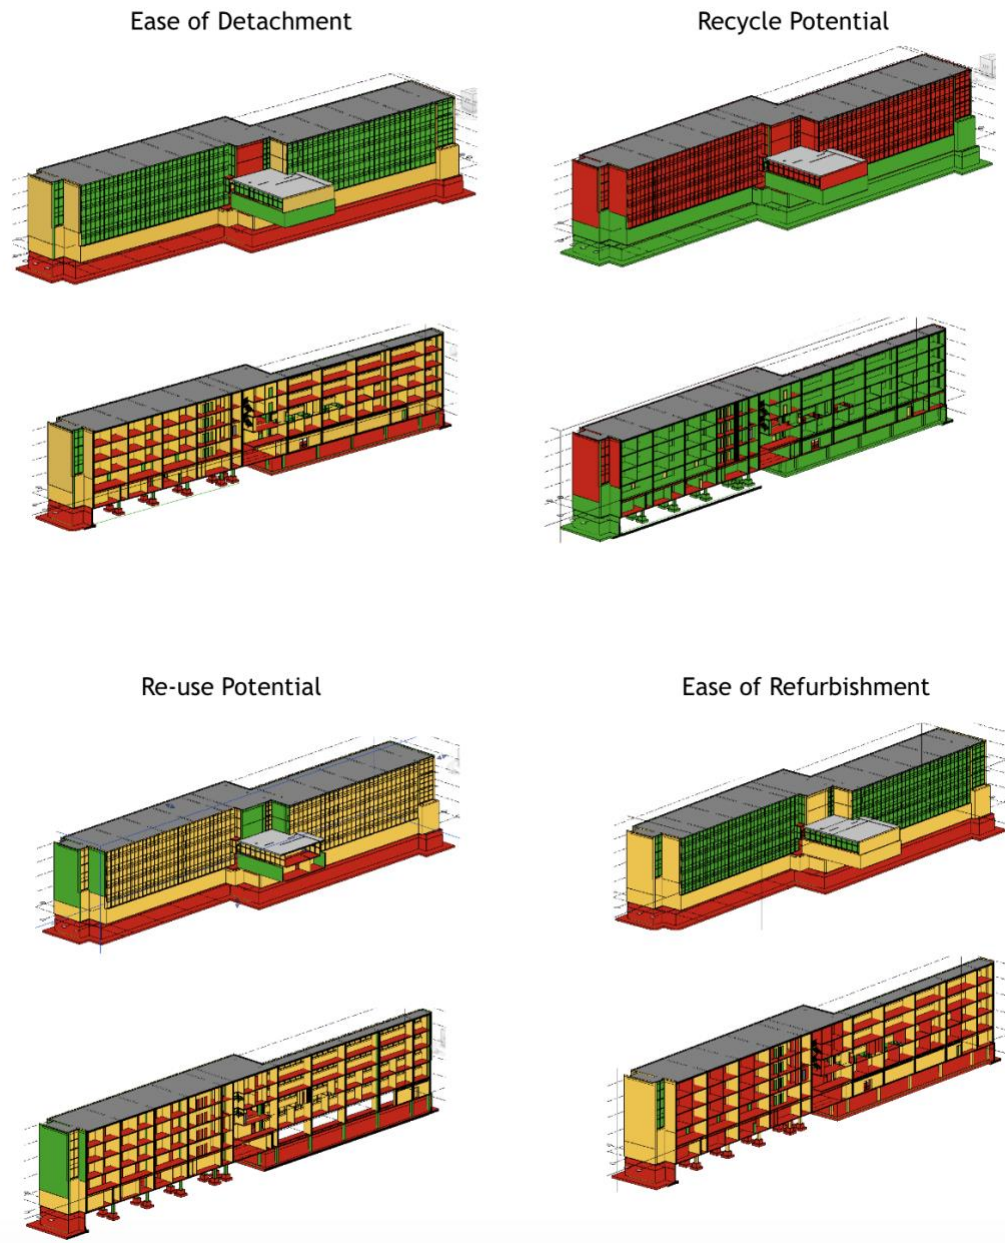 Ease of Detachment
Recycle Potential
Re-use Potential
Ease of Refurbishment